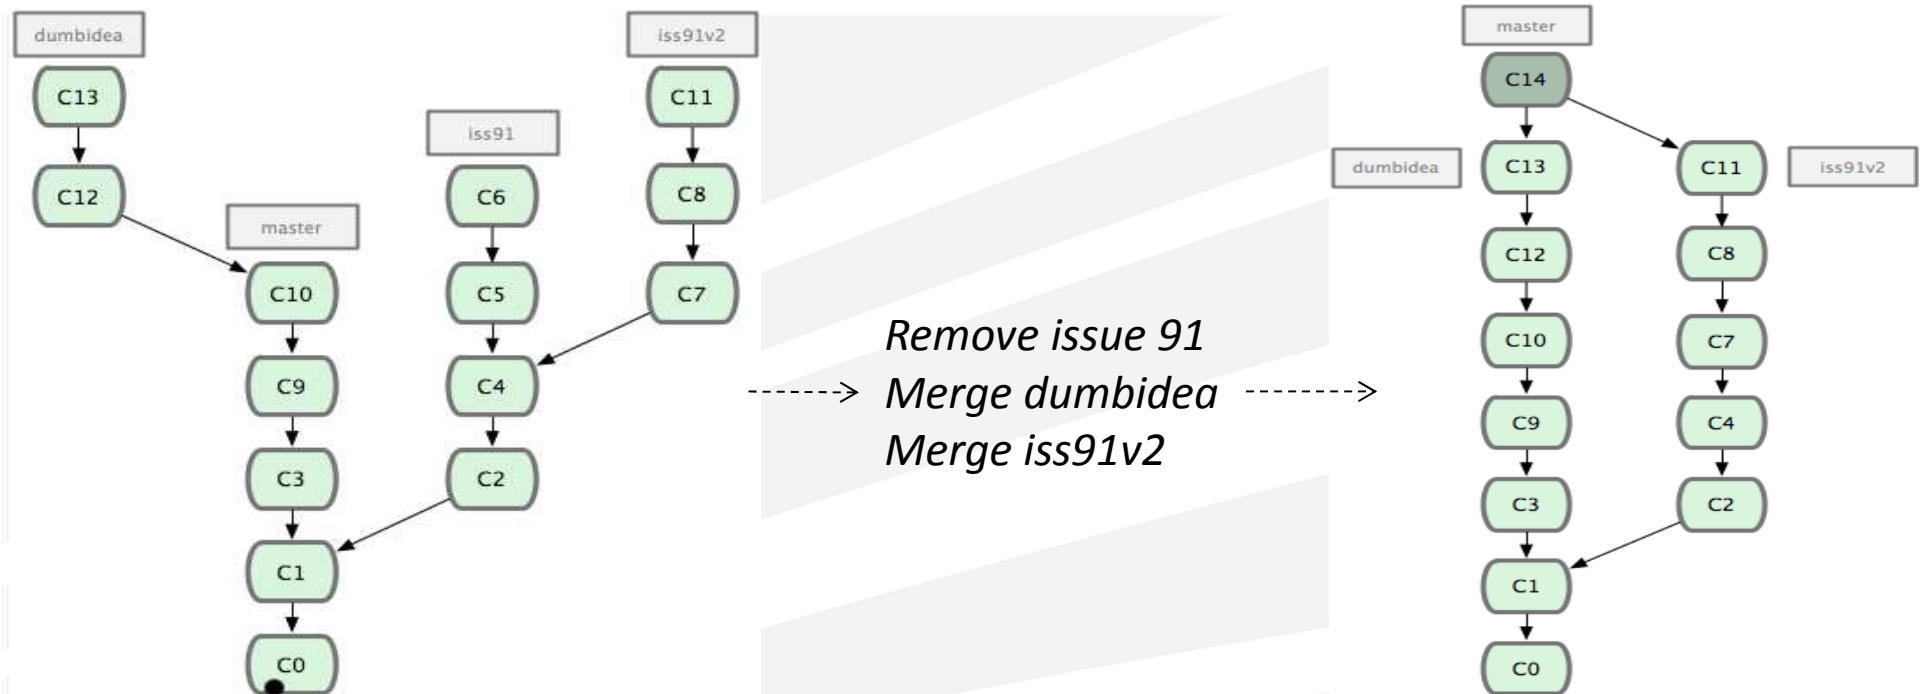 dumbidea
C13
C12
master
C10
C9
C3
C1
C0
iss91
C6
C5
C4
C2
iss91v2
C11
C8
C7
Remove issue 91
Merge dumbidea
Merge iss91v2
master
C14
dumbidea
C13
C12
C10
C9
C3
C1
C0
C11
iss91v2
C8
C7
C4
C2